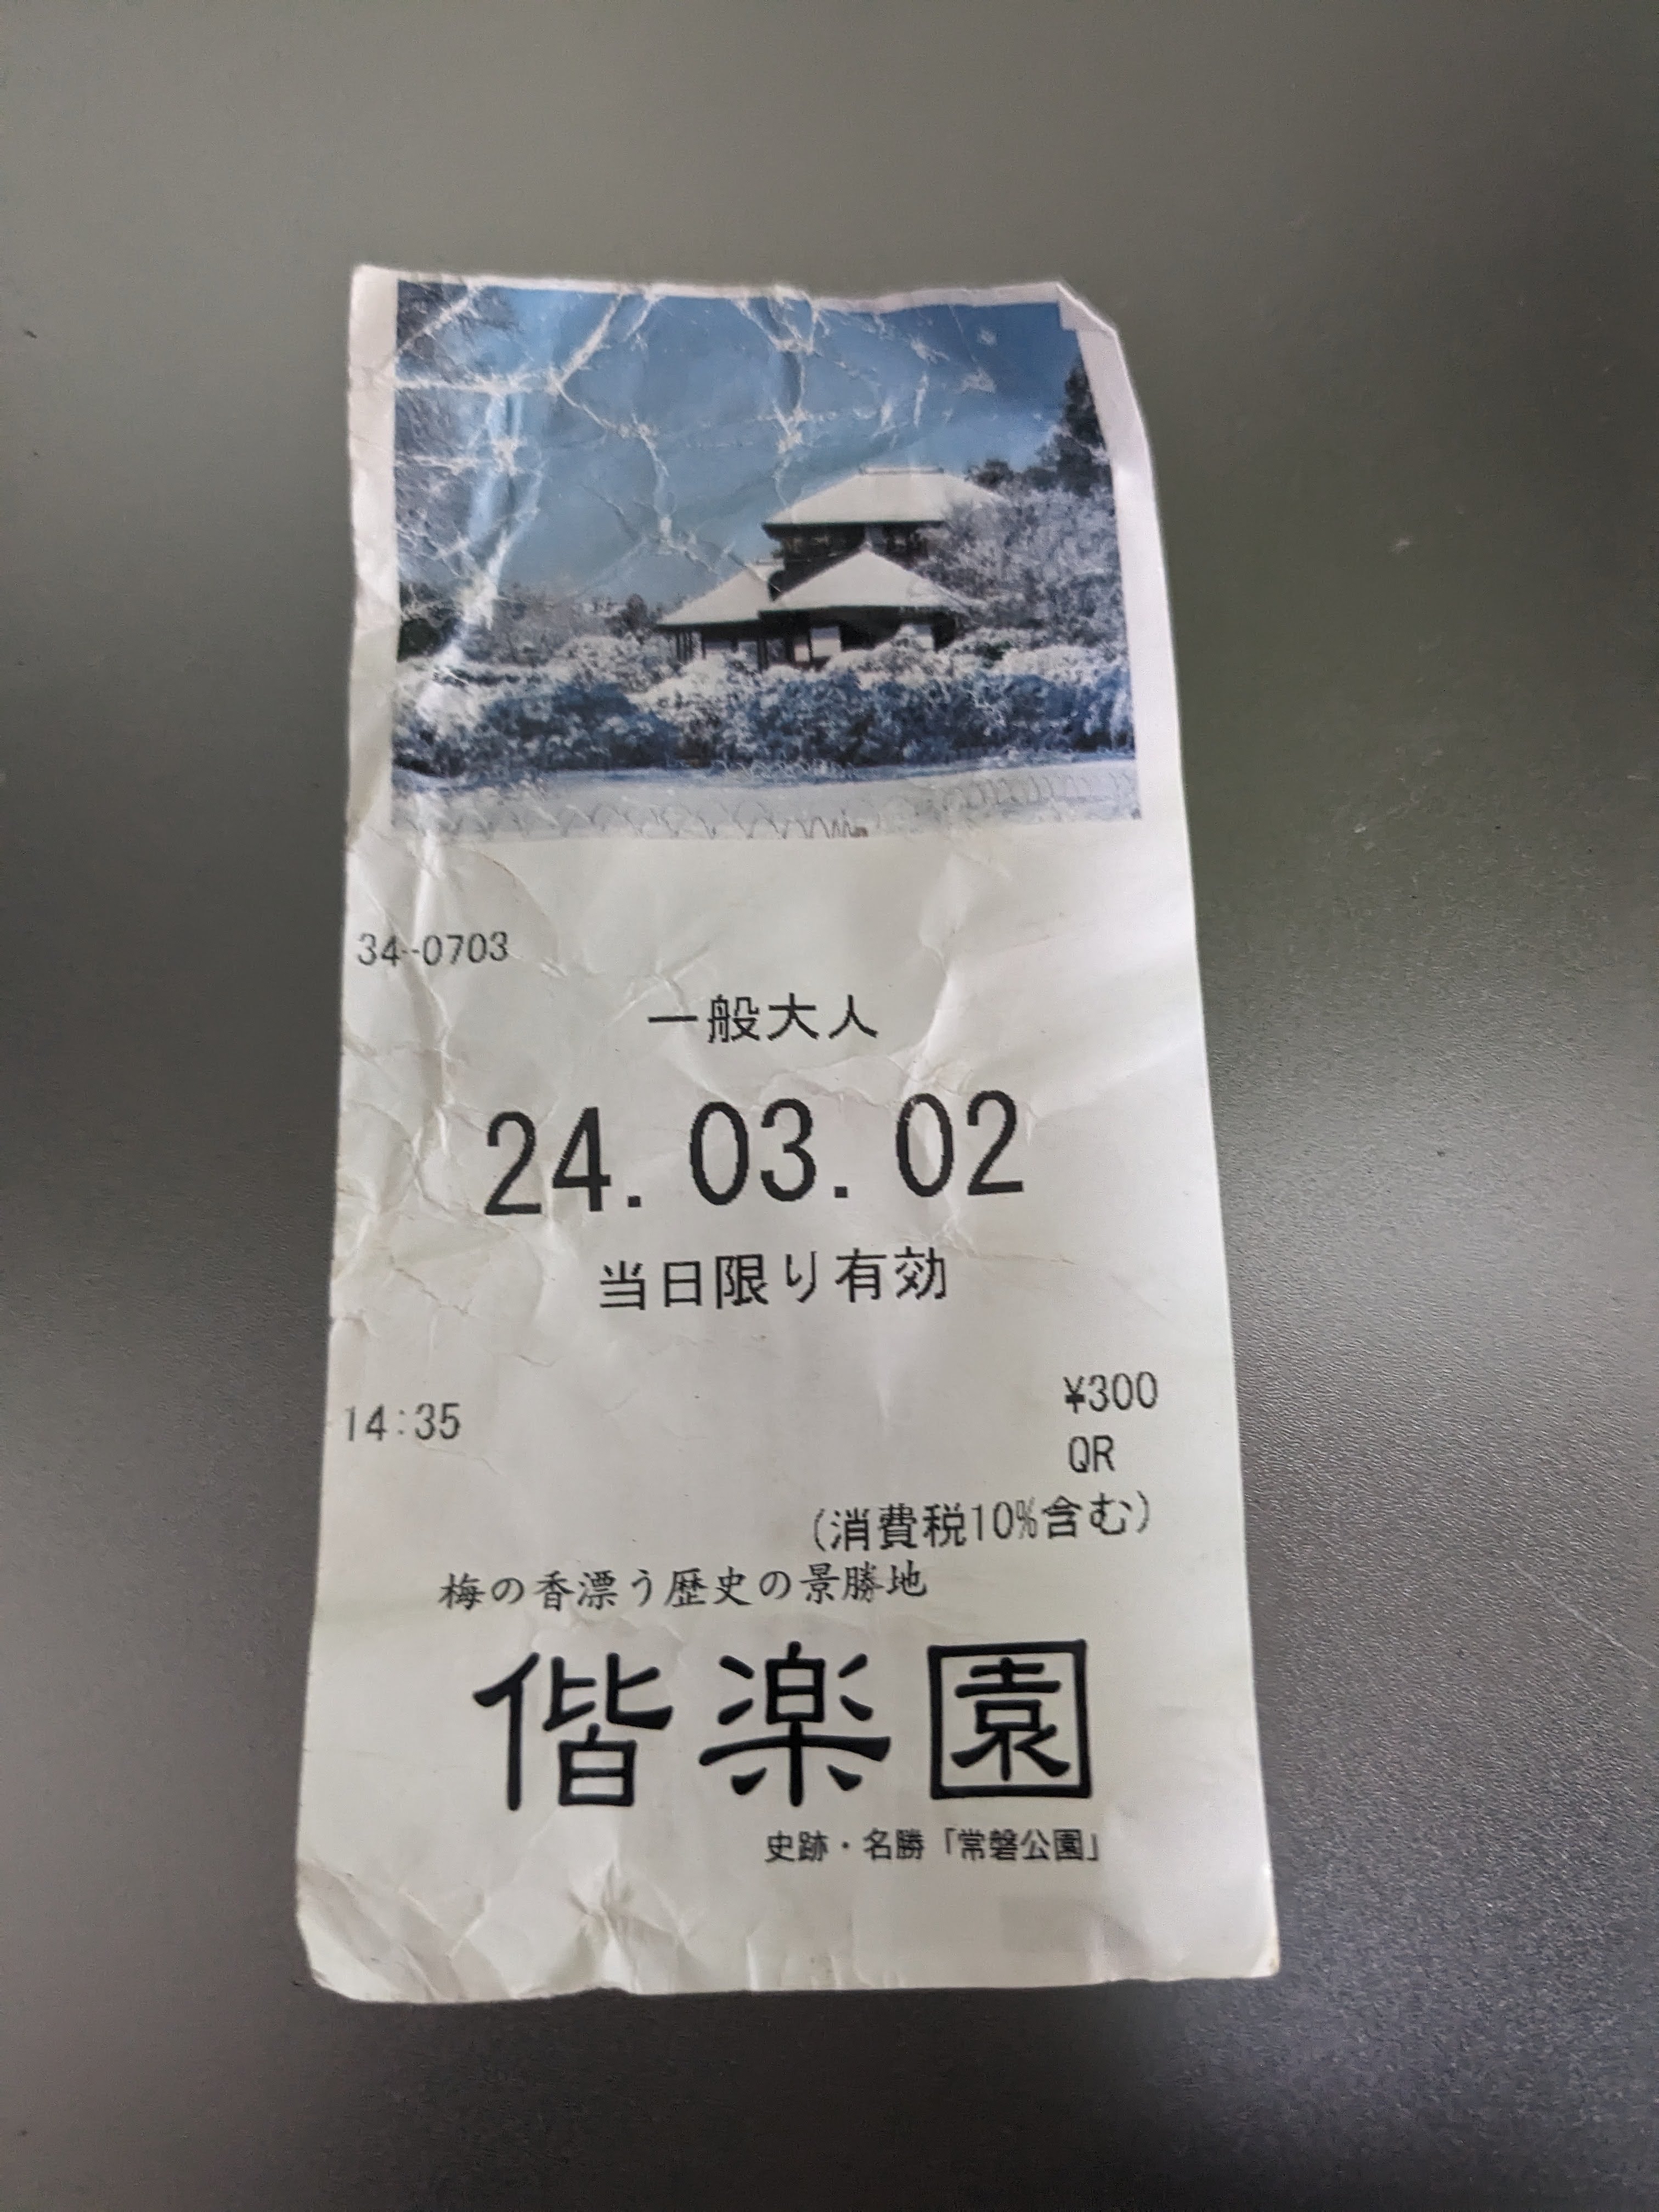 34-0703
一般大人
24.03.02
当日限り有効
¥300
14:35
QR
(消費税10%含む)
梅の香漂う歴史の景勝地
偕楽園
史跡・名勝「常磐公園」